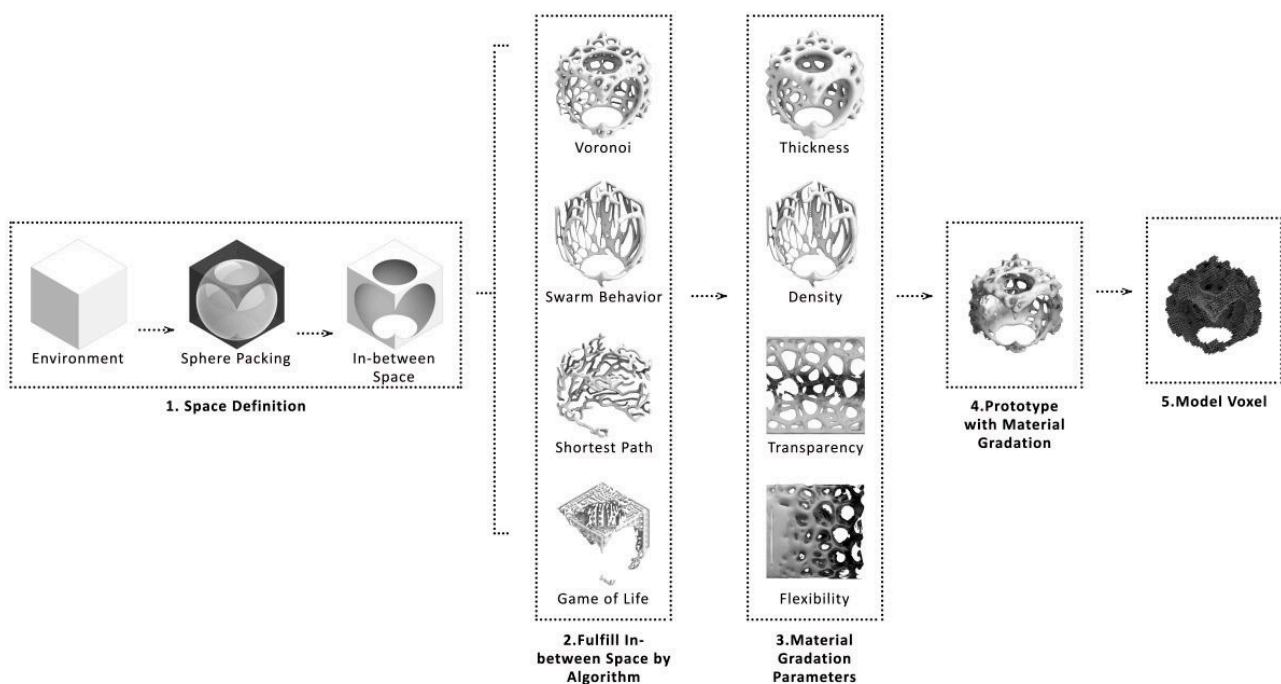 Environment
Sphere Packing
In-between
Space
1. Space Definition
Voronoi
Swarm Behavior
Shortest Path
Game of Life
2.Fulfill In-
between Space by
Algorithm
Thickness
Density
Transparency
Flexibility
3.Material
Gradation
Parameters
4.Prototype
with Material
Gradation
5.Model Voxel